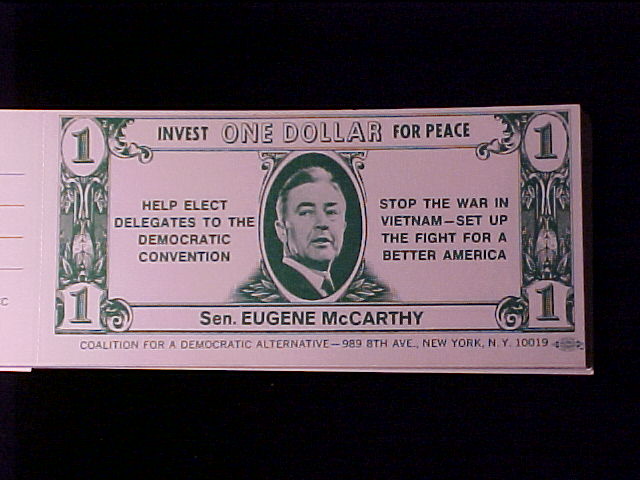 1 INVEST ONE DOLLAR FOR PEACE 1
HELP ELECT
DELEGATES TO THE
DEMOCRATIC
CONVENTION
STOP THE WAR IN
VIETNAM—SET UP
THE FIGHT FOR A
BETTER AMERICA
1 Sen. EUGENE McCARTHY 1
COALITION FOR A DEMOCRATIC ALTERNATIVE—989 8TH AVE., NEW YORK, N.Y. 10019